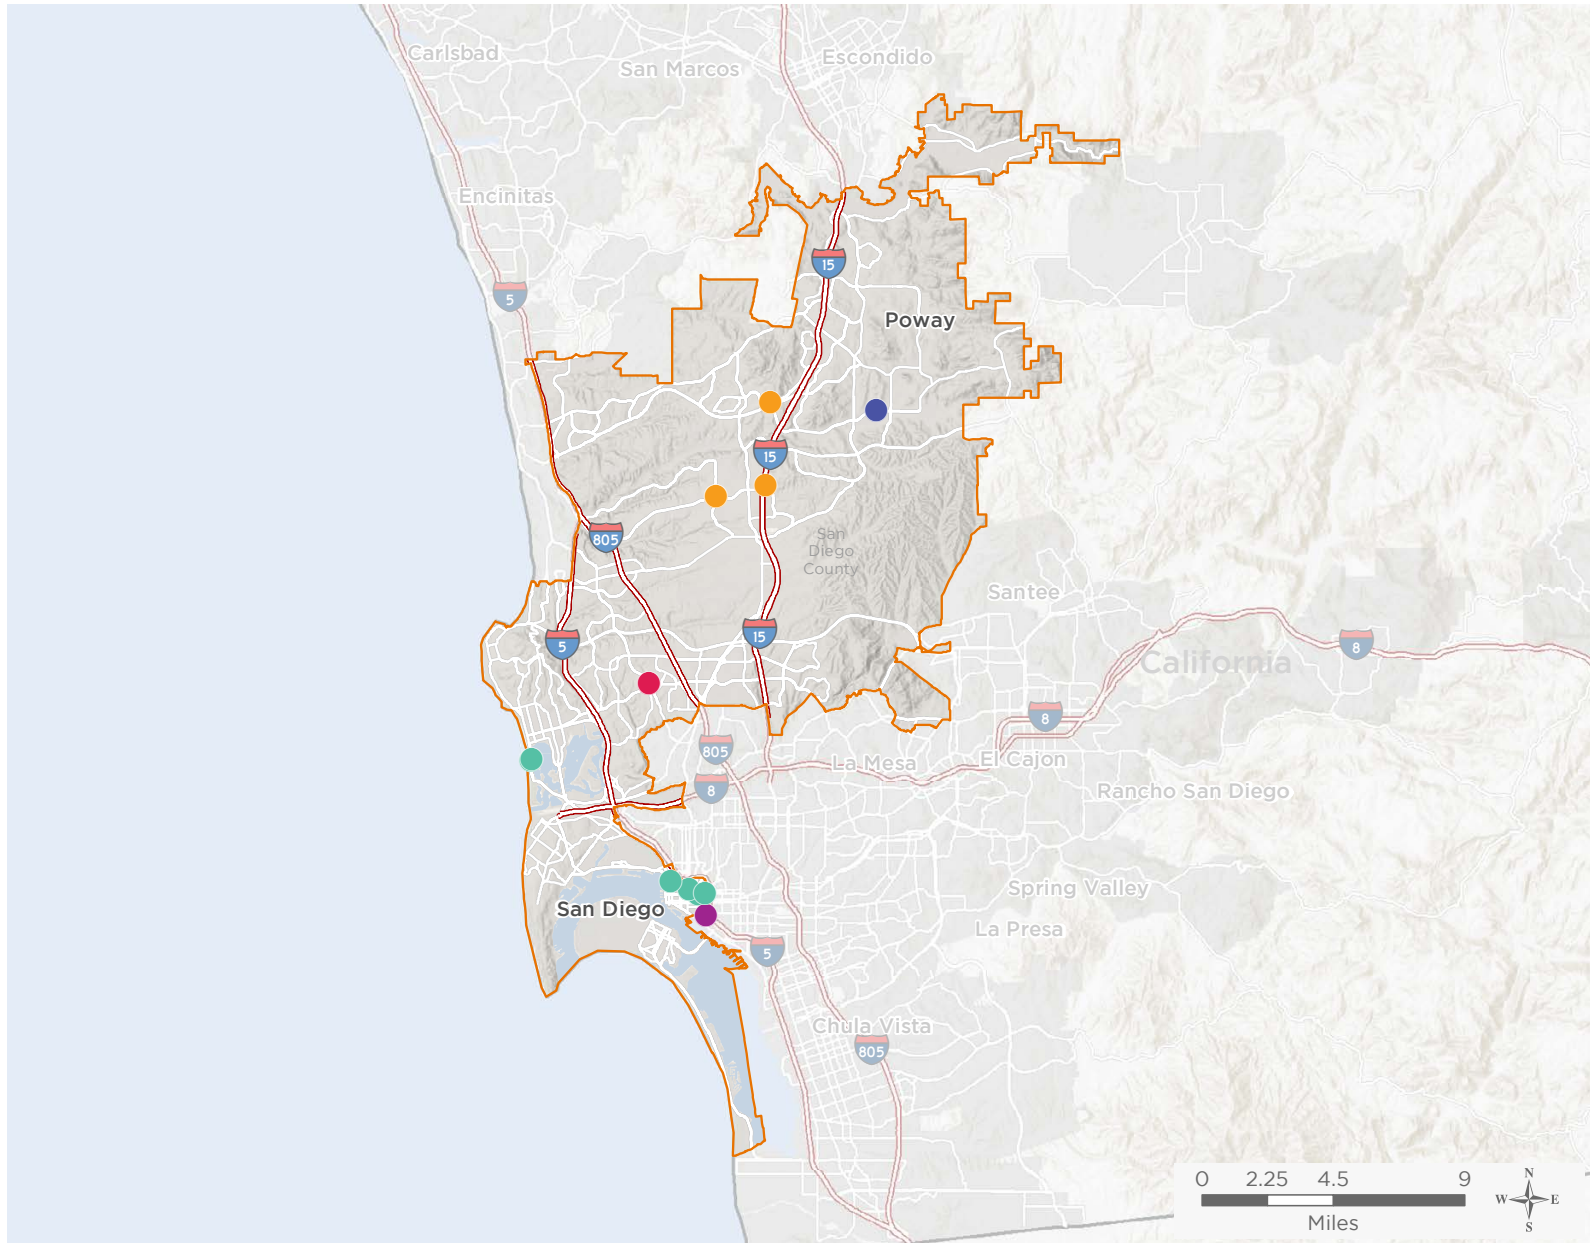 Carlsbad
San Marcos
Escondido
Encinitas
15
5
Poway
15
805
San
Diego
County
Santee
15
5
8
California
8
805
La Mesa
El Cajon
8
Rancho San Diego
Spring Valley
San Diego
La Presa
5
Chula Vista
805
0 2.25 4.5 9
Miles
N
W E
S